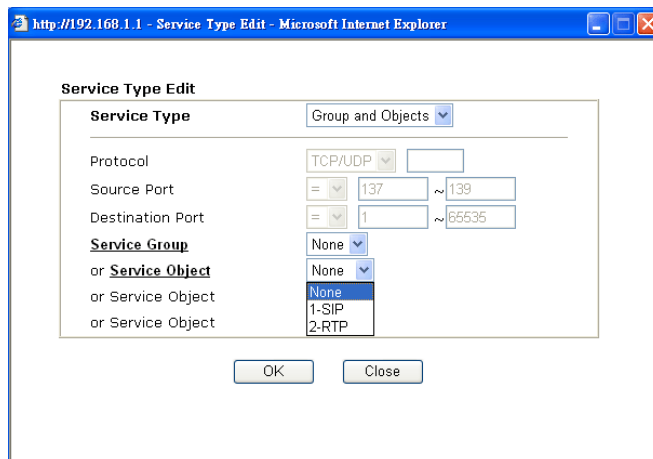 http://192.168.1.1 - Service Type Edit - Microsoft Internet Explorer
Service Type Edit
Service Type Group and Objects
Protocol TCP/UDP
Source Port = 137 ~ 139
Destination Port = 1 ~ 65535
Service Group None
or Service Object None
or Service Object None
1-SIP
or Service Object 2-RTP
OK Close